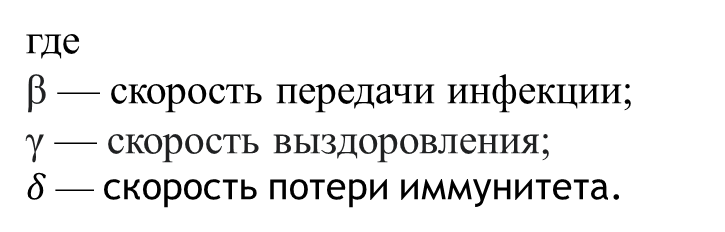 где
β — скорость передачи инфекции;
γ — скорость выздоровления;
δ — скорость потери иммунитета.